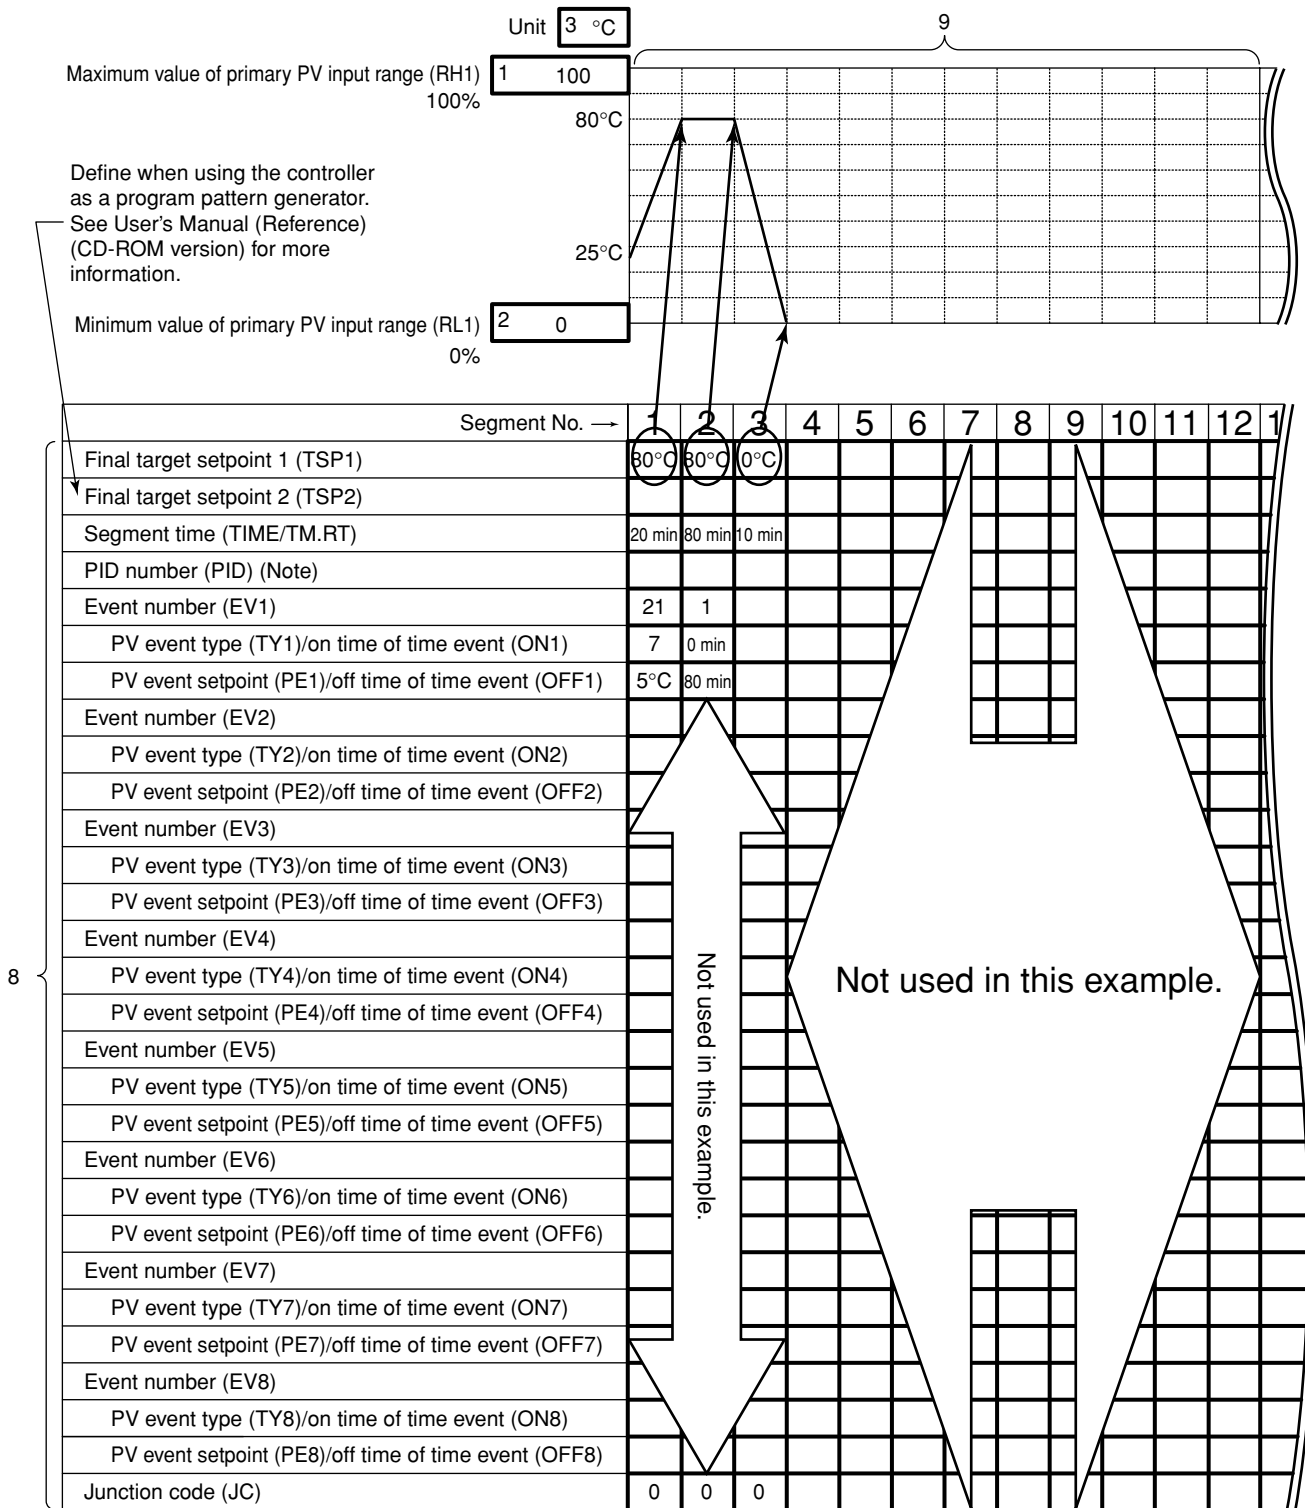 Unit 3 °C
9
Maximum value of primary PV input range (RH1) 1 100
100%
80°C
Define when using the controller
as a program pattern generator.
See User's Manual (Reference)
(CD-ROM version) for more
information.
25°C
Minimum value of primary PV input range (RL1) 2 0
0%
Segment No. → 1 2 3 4 5 6 7 8 9 10 11 12 1
8
Final target setpoint 1 (TSP1) 80°C 80°C 0°C
Final target setpoint 2 (TSP2)
Segment time (TIME/TM.RT) 20 min 80 min 10 min
PID number (PID) (Note)
Event number (EV1) 21 1
PV event type (TY1)/on time of time event (ON1) 7 0 min
PV event setpoint (PE1)/off time of time event (OFF1) 5°C 80 min
Event number (EV2)
PV event type (TY2)/on time of time event (ON2)
PV event setpoint (PE2)/off time of time event (OFF2)
Event number (EV3)
PV event type (TY3)/on time of time event (ON3)
PV event setpoint (PE3)/off time of time event (OFF3)
Event number (EV4)
PV event type (TY4)/on time of time event (ON4)
PV event setpoint (PE4)/off time of time event (OFF4)
Event number (EV5)
PV event type (TY5)/on time of time event (ON5)
PV event setpoint (PE5)/off time of time event (OFF5)
Event number (EV6)
PV event type (TY6)/on time of time event (ON6)
PV event setpoint (PE6)/off time of time event (OFF6)
Event number (EV7)
PV event type (TY7)/on time of time event (ON7)
PV event setpoint (PE7)/off time of time event (OFF7)
Event number (EV8)
PV event type (TY8)/on time of time event (ON8)
PV event setpoint (PE8)/off time of time event (OFF8)
Junction code (JC) 0 0 0
Not used in this example.
Not used in this example.